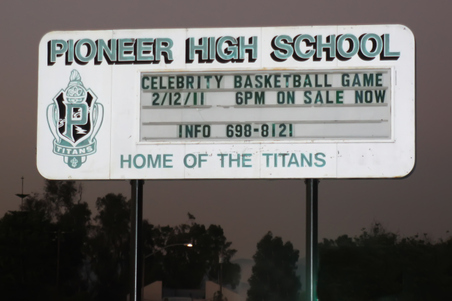 PIONEER HIGH SCHOOL
CELEBRITY BASKETBALL GAME
2/12/11 6PM ON SALE NOW
INFO 698-8121
P
TITANS
HOME OF THE TITANS